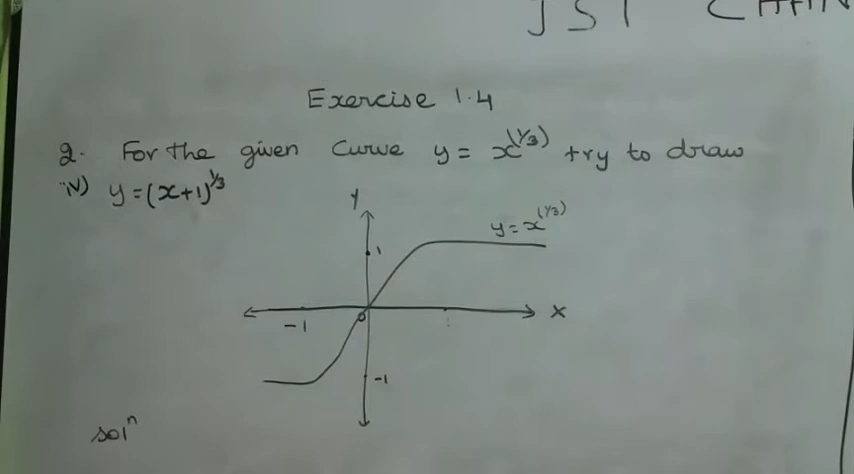 Exercise 1.4
2. For the given curve y = x^(1/3) try to draw
iv) y = (x+1)^1/3
Y
y = x^(1/3)
1
X
-1
0
-1
solⁿ